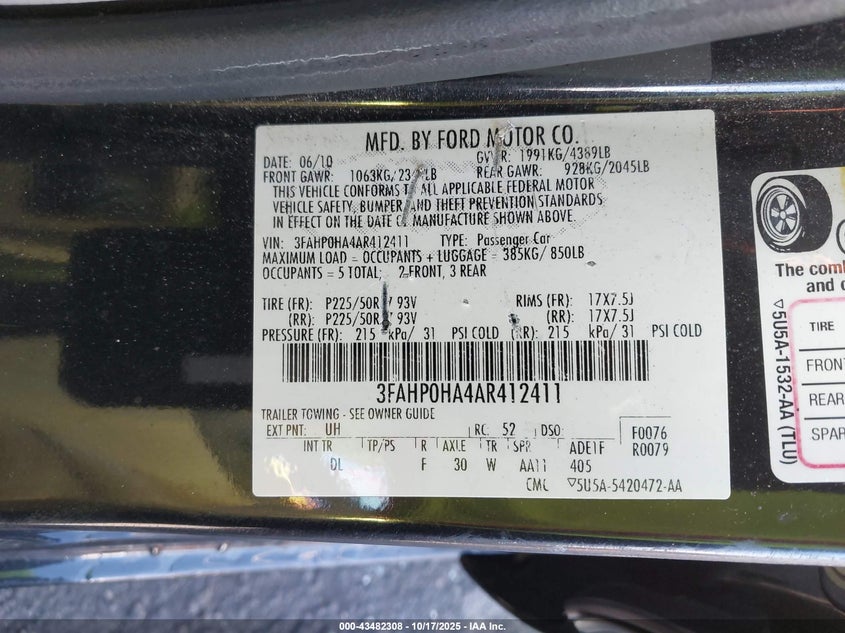 MFD. BY FORD MOTOR CO.
DATE: 06/10 GVWR: 1991KG/4389LB
FRONT GAWR: 1063KG/23 LB REAR GAWR: 928KG/2045LB
THIS VEHICLE CONFORMS TO ALL APPLICABLE FEDERAL MOTOR
VEHICLE SAFETY, BUMPER AND THEFT PREVENTION STANDARDS
IN EFFECT ON THE DATE OF MANUFACTURE SHOWN ABOVE.
VIN: 3FAHP0HA4AR412411 TYPE: Passenger Car
MAXIMUM LOAD = OCCUPANTS + LUGGAGE = 385KG/ 850LB
OCCUPANTS = 5 TOTAL; 2 FRONT, 3 REAR
TIRE (FR): P225/50R 93V RIMS (FR): 17X7.5J
(RR): P225/50R 93V (RR): 17X7.5J
PRESSURE (FR): 215 kPa/ 31 PSI COLD (RR): 215 kPa/ 31 PSI COLD
3FAHP0HA4AR412411
TRAILER TOWING - SEE OWNER GUIDE
EXT PNT: UH RC: 52 DSO: F0076
R0079
INT TR TP/PS R AXLE TR SPR ADE1F
DL F 30 W AA11 405
CMC ▽5U5A-5420472-AA
The comb
and c
TIRE
FRONT
REAR
SPAR
▽5U5A-1532-AA (TLU)
000-43482308 | 10/17/2025 | IAA Inc.